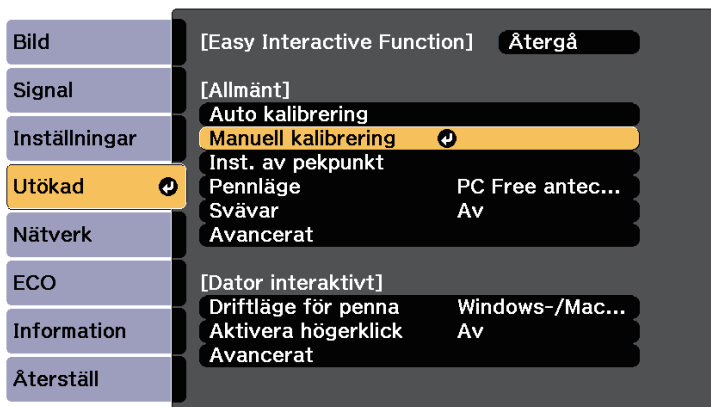 Bild
Signal
Inställningar
Utökad
Nätverk
ECO
Information
Återställ
[Easy Interactive Function] Återgå
[Allmänt]
Auto kalibrering
Manuell kalibrering
Inst. av pekpunkt
Pennläge PC Free antec...
Svävar Av
Avancerat
[Dator interaktivt]
Driftläge för penna Windows-/Mac...
Aktivera högerklick Av
Avancerat